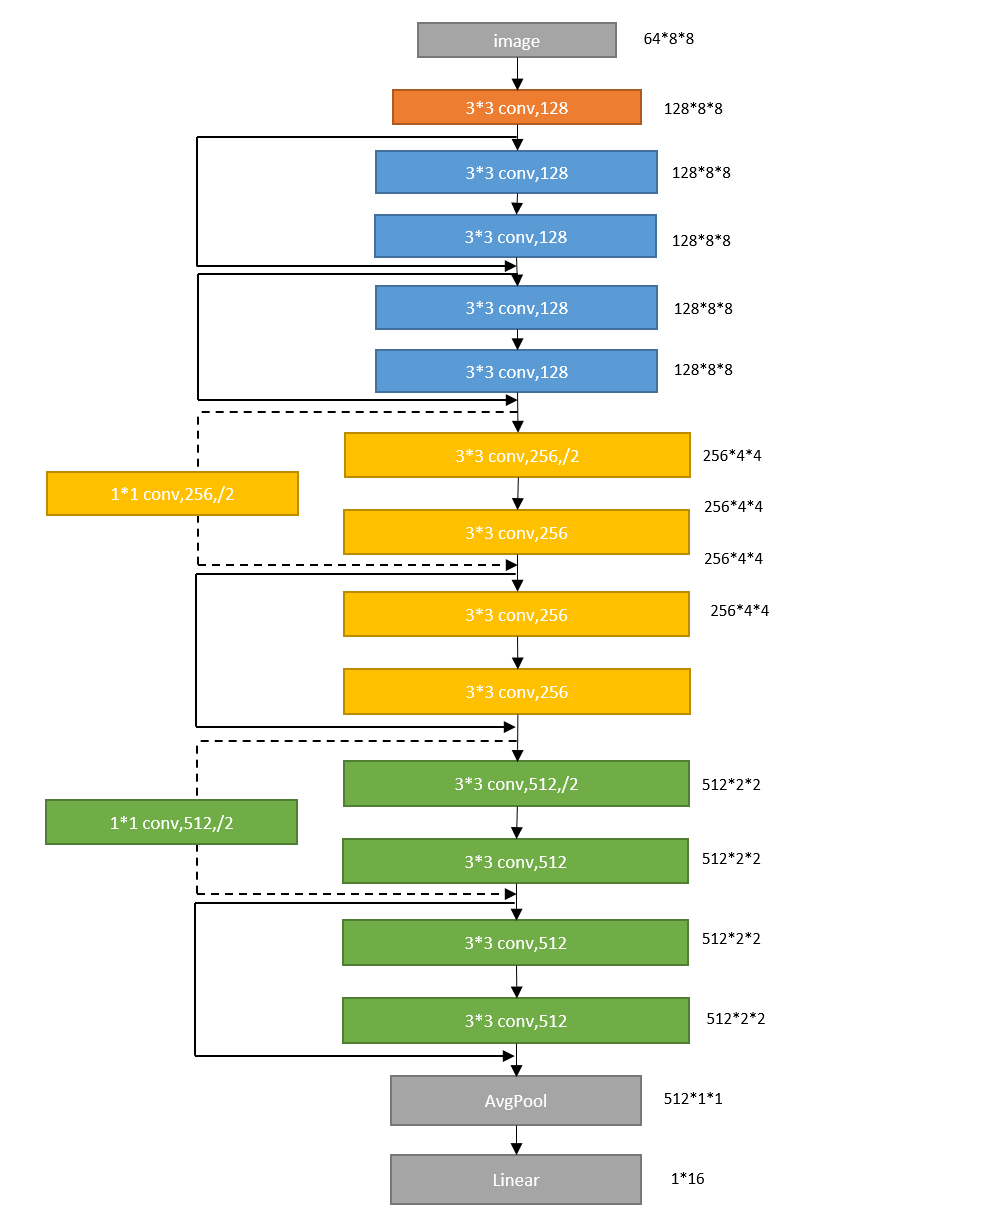 image
64*8*8
3*3 conv,128
128*8*8
3*3 conv,128
128*8*8
3*3 conv,128
128*8*8
3*3 conv,128
128*8*8
3*3 conv,128
128*8*8
3*3 conv,256,/2
256*4*4
1*1 conv,256,/2
256*4*4
3*3 conv,256
256*4*4
3*3 conv,256
256*4*4
3*3 conv,256
3*3 conv,512,/2
512*2*2
1*1 conv,512,/2
3*3 conv,512
512*2*2
3*3 conv,512
512*2*2
3*3 conv,512
512*2*2
AvgPool
512*1*1
Linear
1*16